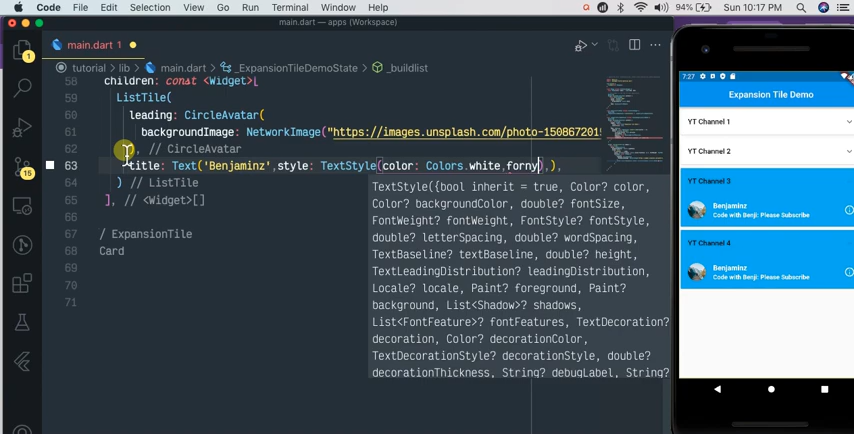 Code File Edit Selection View Go Run Terminal Window Help 94% Sun 10:17 PM
main.dart — apps (Workspace)
main.dart 1
tutorial > lib > main.dart > _ExpansionTileDemoState > _buildlist
58 children: const <Widget>[
59 ListTile(
60 leading: CircleAvatar(
61 backgroundImage: NetworkImage("https://images.unsplash.com/photo-150867201
62 ), // CircleAvatar
63 title: Text('Benjaminz',style: TextStyle(color: Colors.white,forny),),
64 ) // ListTile
65 ], // <Widget>[]
66
67 / ExpansionTile
68 Card
69
70
71
TextStyle({bool inherit = true, Color? color,
Color? backgroundColor, double? fontSize,
FontWeight? fontWeight, FontStyle? fontStyle,
double? letterSpacing, double? wordSpacing,
TextBaseline? textBaseline, double? height,
TextLeadingDistribution? leadingDistribution,
Locale? locale, Paint? foreground, Paint?
background, List<Shadow>? shadows,
List<FontFeature>? fontFeatures, TextDecoration?
decoration, Color? decorationColor,
TextDecorationStyle? decorationStyle, double?
decorationThickness, String? debugLabel, String?
1
15
7:27
Expansion Tile Demo
YT Channel 1
YT Channel 2
YT Channel 3
Benjaminz
Code with Benji: Please Subscribe
YT Channel 4
Benjaminz
Code with Benji: Please Subscribe